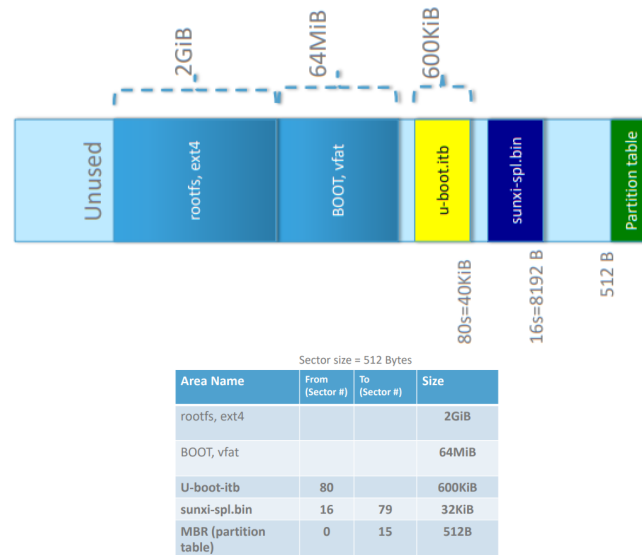 2GiB
64MiB
600KiB
Unused
rootfs, ext4
BOOT, vfat
u-boot.itb
sunxi-spl.bin
Partition table
80s=40KiB
16s=8192 B
512 B
Sector size = 512 Bytes
Area Name From To Size
(Sector #) (Sector #)
rootfs, ext4 2GiB
BOOT, vfat 64MiB
U-boot-itb 80 600KiB
sunxi-spl.bin 16 79 32KiB
MBR (partition 0 15 512B
table)